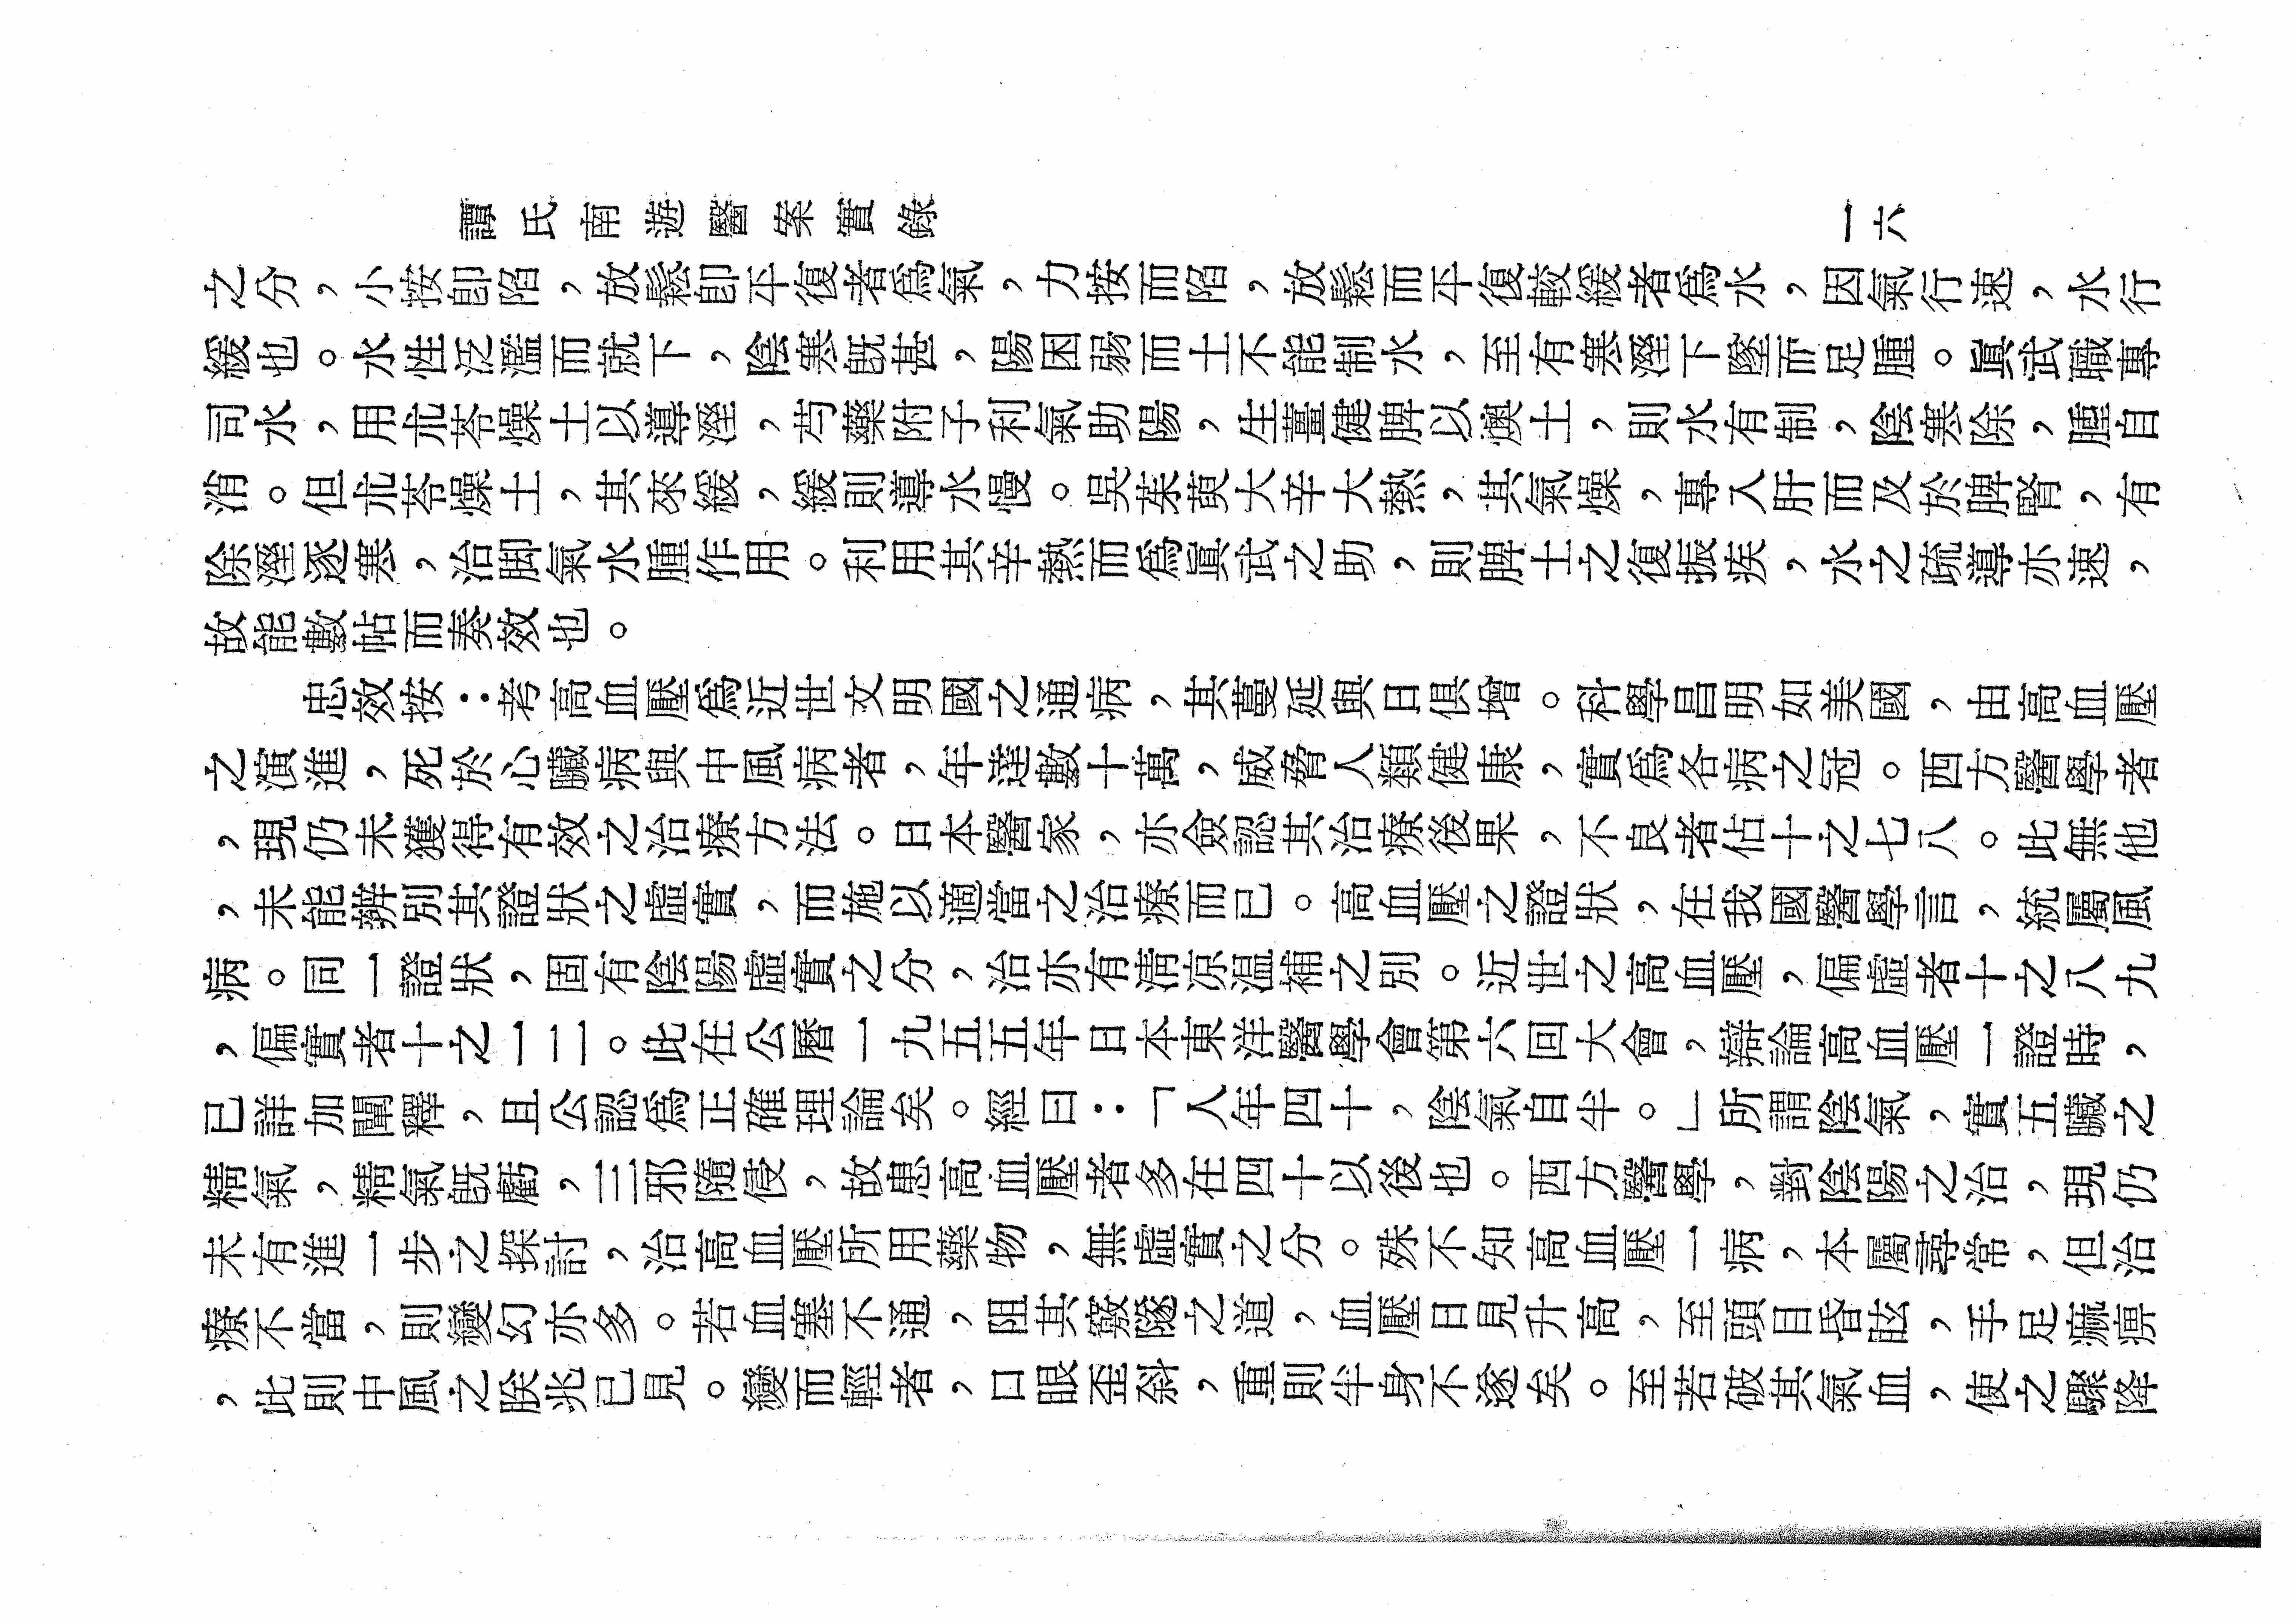 譚氏南遊醫案實錄
一六
之分，小按卽陷，放鬆卽平復者爲氣，力按而陷，放鬆而平復較緩者爲水，因氣行速，水行
緩也。水性泛濫而就下，陰寒旣甚，陽困弱而土不能制水，至有寒溼下墜而足腫。眞武職專
司水，用朮苓燥土以導溼，芍藥附子利氣助陽，生薑健脾以燠土，則水有制，陰寒除，腫自
消。但朮苓燥土，其來緩，緩則導水慢。吳茱萸大辛大熱，其氣燥，專入肝而及於脾腎，有
除溼逐寒，治脚氣水腫作用。利用其辛熱而爲眞武之助，則脾土之復振疾，水之疏導亦速，
故能數帖而奏效也。
忠效按：考高血壓爲近世文明國之通病，其蔓延與日俱增。科學昌明如美國，由高血壓
之演進，死於心臟病與中風病者，年達數十萬，威脅人類健康，實爲各病之冠。西方醫學者
，現仍未獲得有效之治療方法。日本醫家，亦僉認其治療後果，不良者佔十之七八。此無他
，未能辨別其證狀之虛實，而施以適當之治療而已。高血壓之證狀，在我國醫學言，統屬風
病。同一證狀，固有陰陽虛實之分，治亦有淸凉温補之別。近世之高血壓，偏虛者十之八九
，偏實者十之一二。此在公曆一九五五年日本東洋醫學會第六回大會，辯論高血壓一證時，
已詳加闡釋，且公認爲正確理論矣。經曰：「人年四十，陰氣自半。」所謂陰氣，實五臟之
精氣，精氣旣虧，三邪隨侵，故患高血壓者多在四十以後也。西方醫學，對陰陽之治，現仍
未有進一步之探討，治高血壓所用藥物，無虛實之分。殊不知高血壓一病，本屬尋常，但治
療不當，則變幻亦多。若血塞不通，阻其竅隧之道，血壓日見升高，至頭目昏眩，手足痲痹
，此則中風之朕兆已見。變而輕者，口眼歪斜，重則半身不遂矣。至若破其氣血，使之驟降